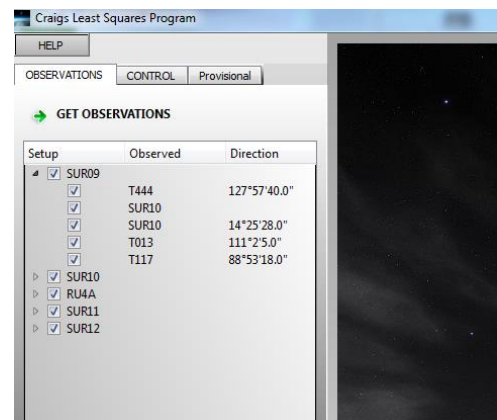 Craigs Least Squares Program
HELP
OBSERVATIONS CONTROL Provisional
GET OBSERVATIONS
Setup Observed Direction
SUR09
T444 127°57'40.0"
SUR10
SUR10 14°25'28.0"
T013 111°2'5.0"
T117 88°53'18.0"
SUR10
RU4A
SUR11
SUR12